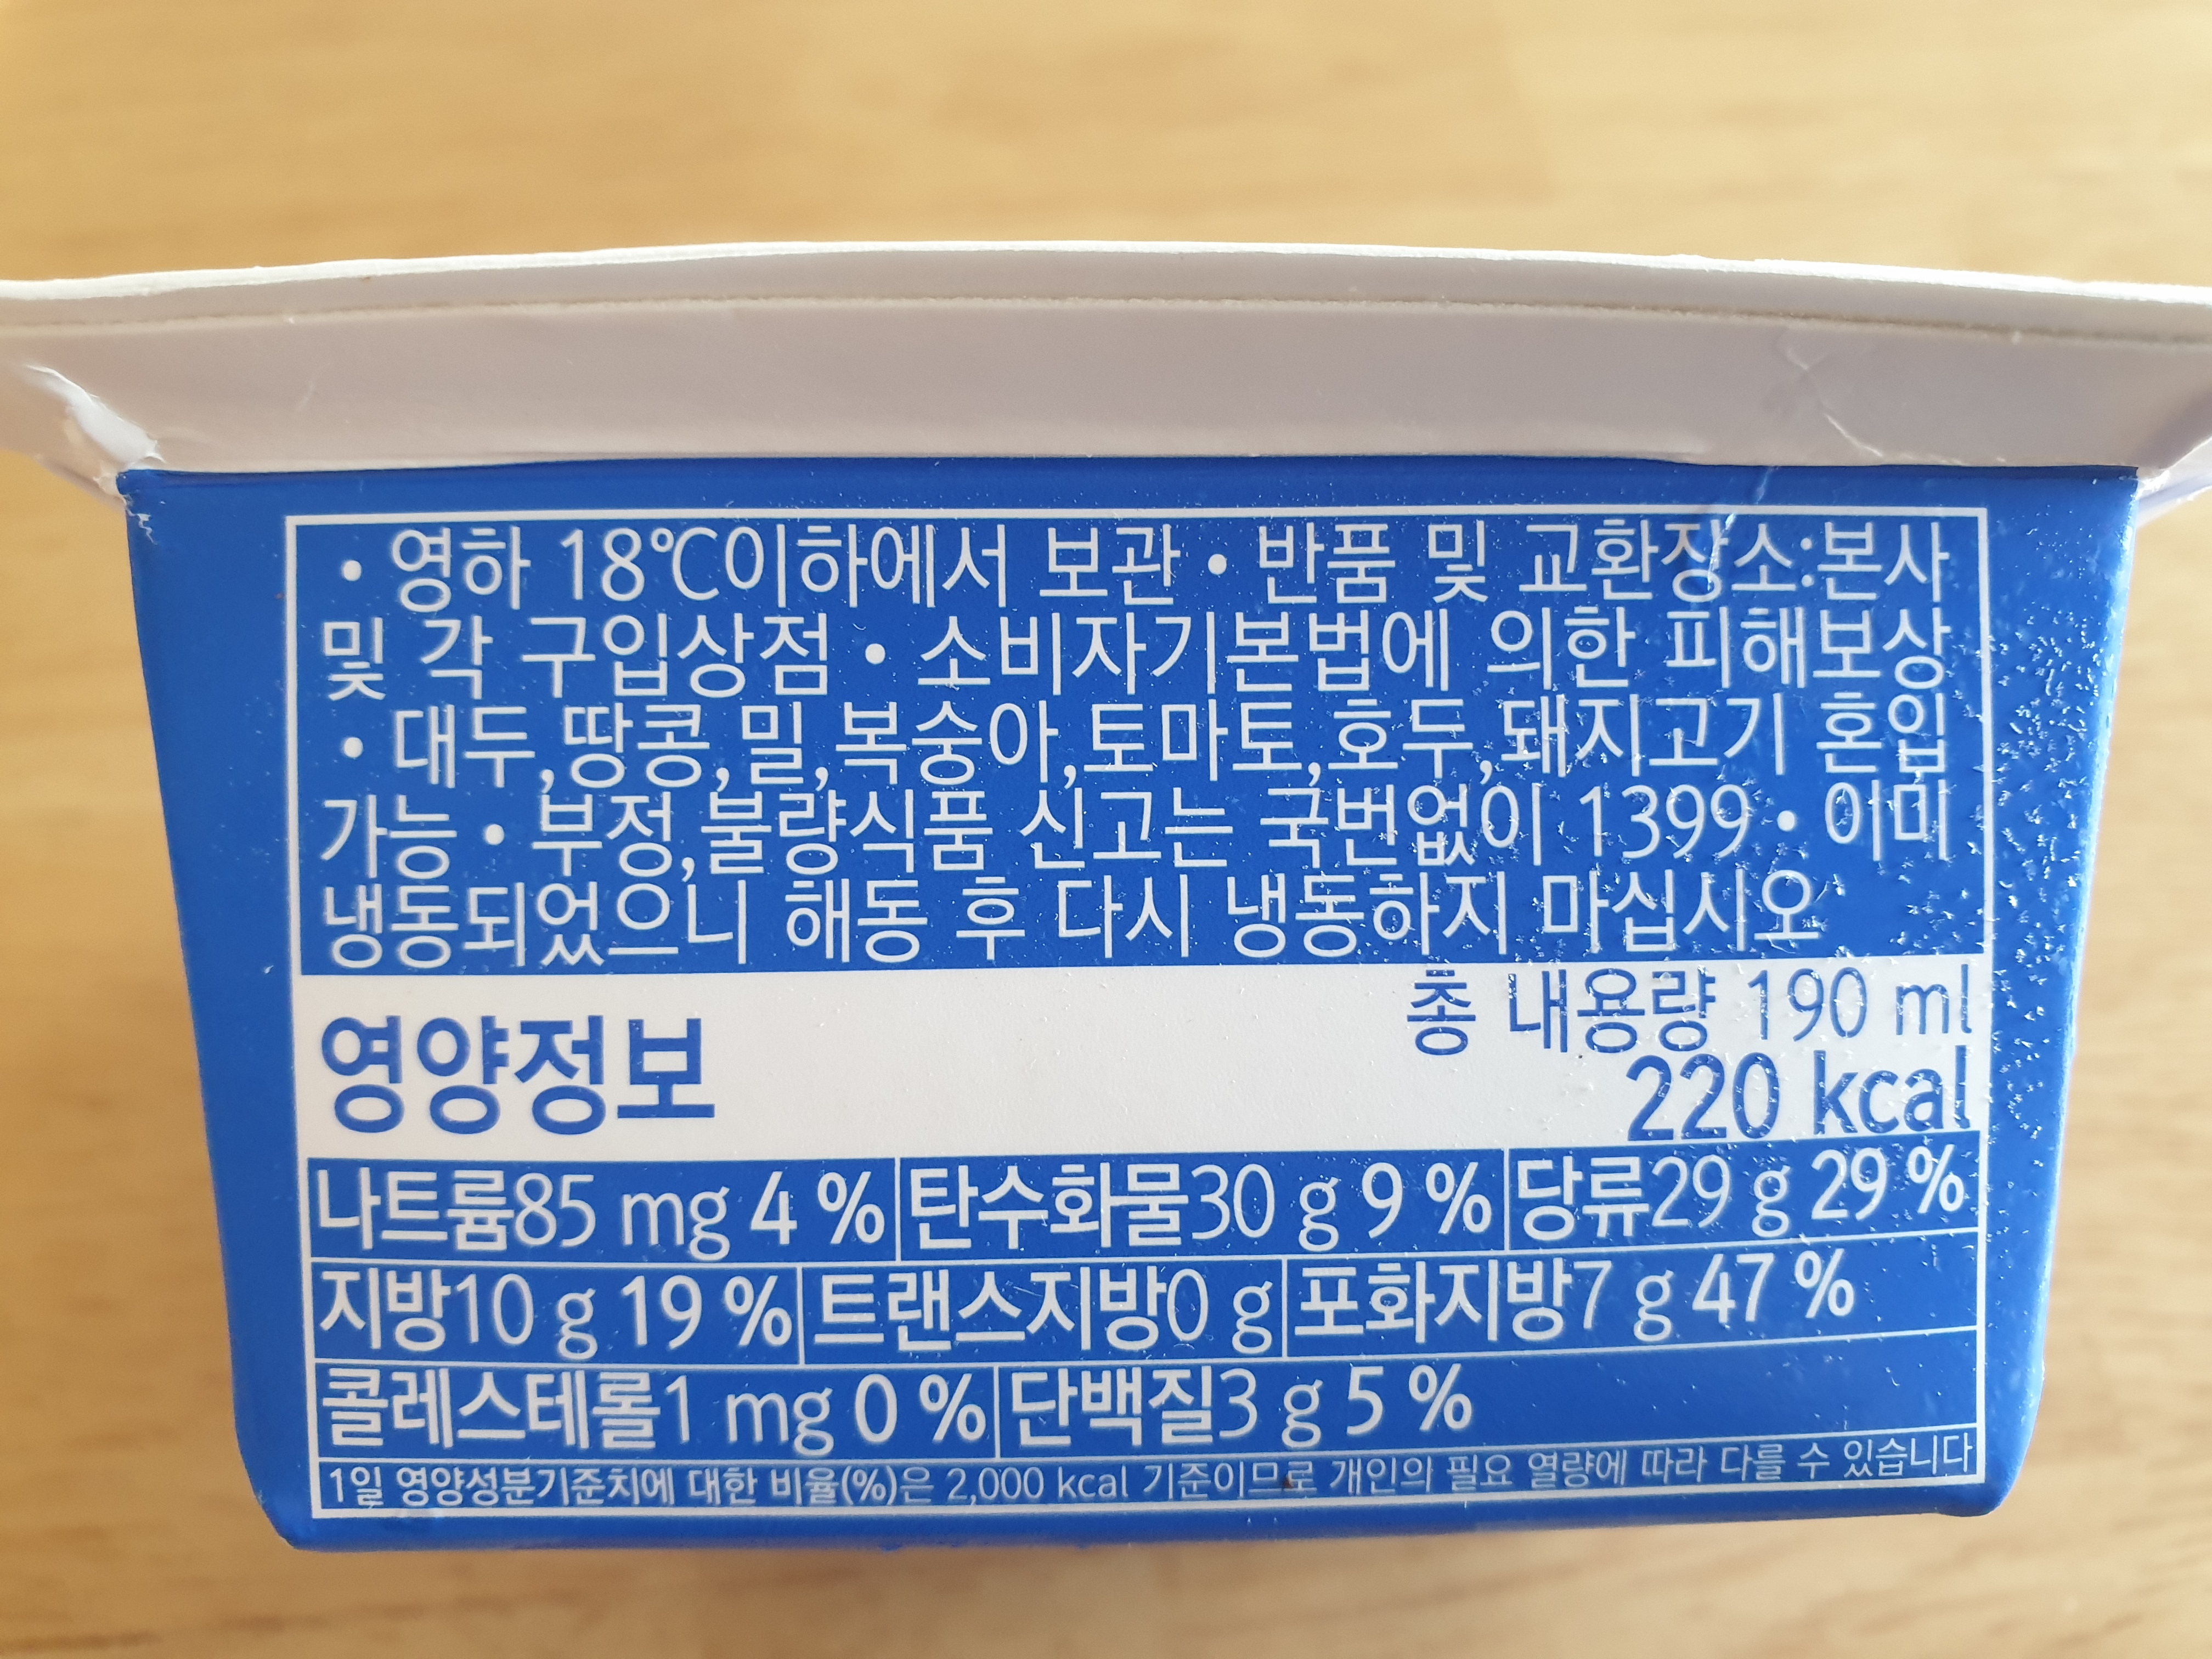 • 영하 18℃이하에서 보관 • 반품 및 교환장소:본사
및 각 구입상점 • 소비자기본법에 의한 피해보상
• 대두,땅콩,밀,복숭아,토마토,호두,돼지고기 혼입
가능 • 부정,불량식품 신고는 국번없이 1399 • 이미
냉동되었으니 해동 후 다시 냉동하지 마십시오
총 내용량 190 ml
영양정보
220 kcal
나트륨85 mg 4 % 탄수화물30 g 9 % 당류29 g 29 %
지방10 g 19 % 트랜스지방0 g 포화지방7 g 47 %
콜레스테롤1 mg 0 % 단백질3 g 5 %
1일 영양성분기준치에 대한 비율(%)은 2,000 kcal 기준이므로 개인의 필요 열량에 따라 다를 수 있습니다